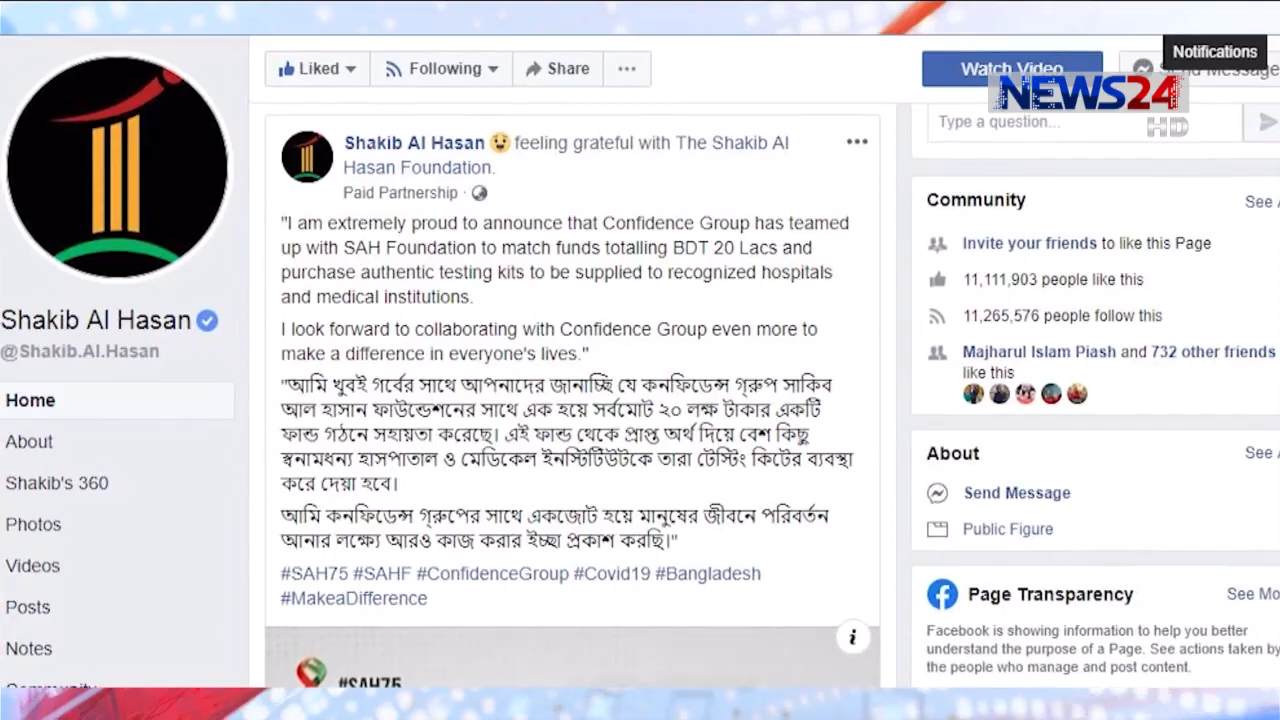 Notifications
Liked
Following
Share
Watch Video
Send Message
NEWS24
HD
Type a question...
Shakib Al Hasan
@Shakib.Al.Hasan
Home
About
Shakib's 360
Photos
Videos
Posts
Notes
Community
Shakib Al Hasan feeling grateful with The Shakib Al
Hasan Foundation.
Paid Partnership ·
"I am extremely proud to announce that Confidence Group has teamed
up with SAH Foundation to match funds totalling BDT 20 Lacs and
purchase authentic testing kits to be supplied to recognized hospitals
and medical institutions.
I look forward to collaborating with Confidence Group even more to
make a difference in everyone's lives."
"আমি খুবই গর্বের সাথে আপনাদের জানাচ্ছি যে কনফিডেন্স গ্রুপ সাকিব
আল হাসান ফাউন্ডেশনের সাথে এক হয়ে সর্বমোট ২০ লক্ষ টাকার একটি
ফান্ড গঠনে সহায়তা করেছে। এই ফান্ড থেকে প্রাপ্ত অর্থ দিয়ে বেশ কিছু
স্বনামধন্য হাসপাতাল ও মেডিকেল ইনস্টিটিউটকে তারা টেস্টিং কিটের ব্যবস্থা
করে দেয়া হবে।
আমি কনফিডেন্স গ্রুপের সাথে একজোট হয়ে মানুষের জীবনে পরিবর্তন
আনার লক্ষ্যে আরও কাজ করার ইচ্ছা প্রকাশ করছি।"
#SAH75 #SAHF #ConfidenceGroup #Covid19 #Bangladesh
#MakeaDifference
#SAH75
Community
See
Invite your friends to like this Page
11,111,903 people like this
11,265,576 people follow this
Majharul Islam Piash and 732 other friends
like this
About
See
Send Message
Public Figure
Page Transparency
See Mo
Facebook is showing information to help you better
understand the purpose of a Page. See actions taken by
the people who manage and post content.